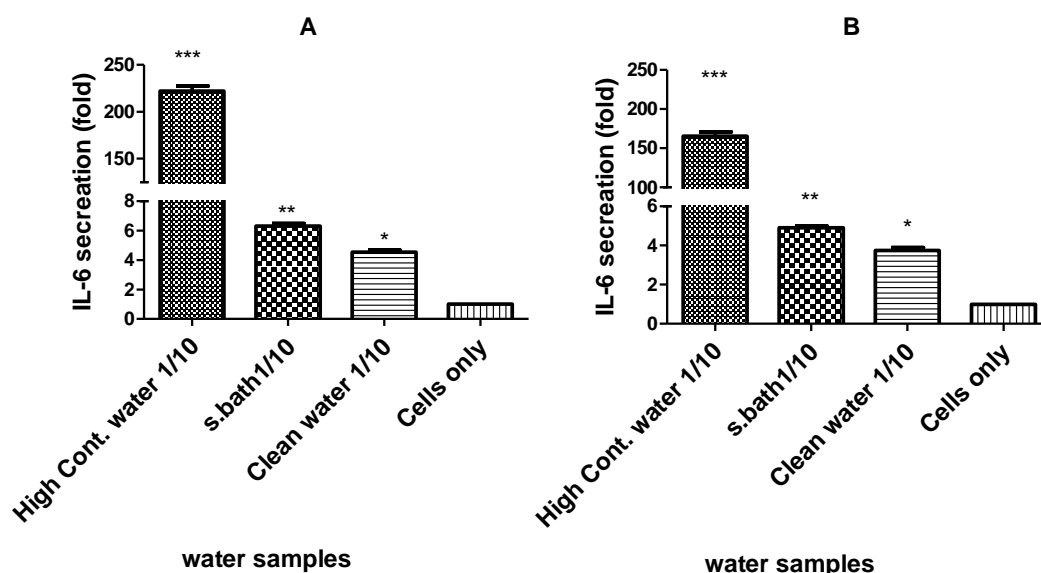 A
***
250
200
150
8
6
4
2
0
**
*
IL-6 secreation (fold)
High Cont. water 1/10
s.bath1/10
Clean water 1/10
Cells only
water samples
B
***
250
200
150
100
6
4
2
0
**
*
IL-6 secreation (fold)
High Cont. water 1/10
s.bath1/10
Clean water 1/10
Cells only
water samples